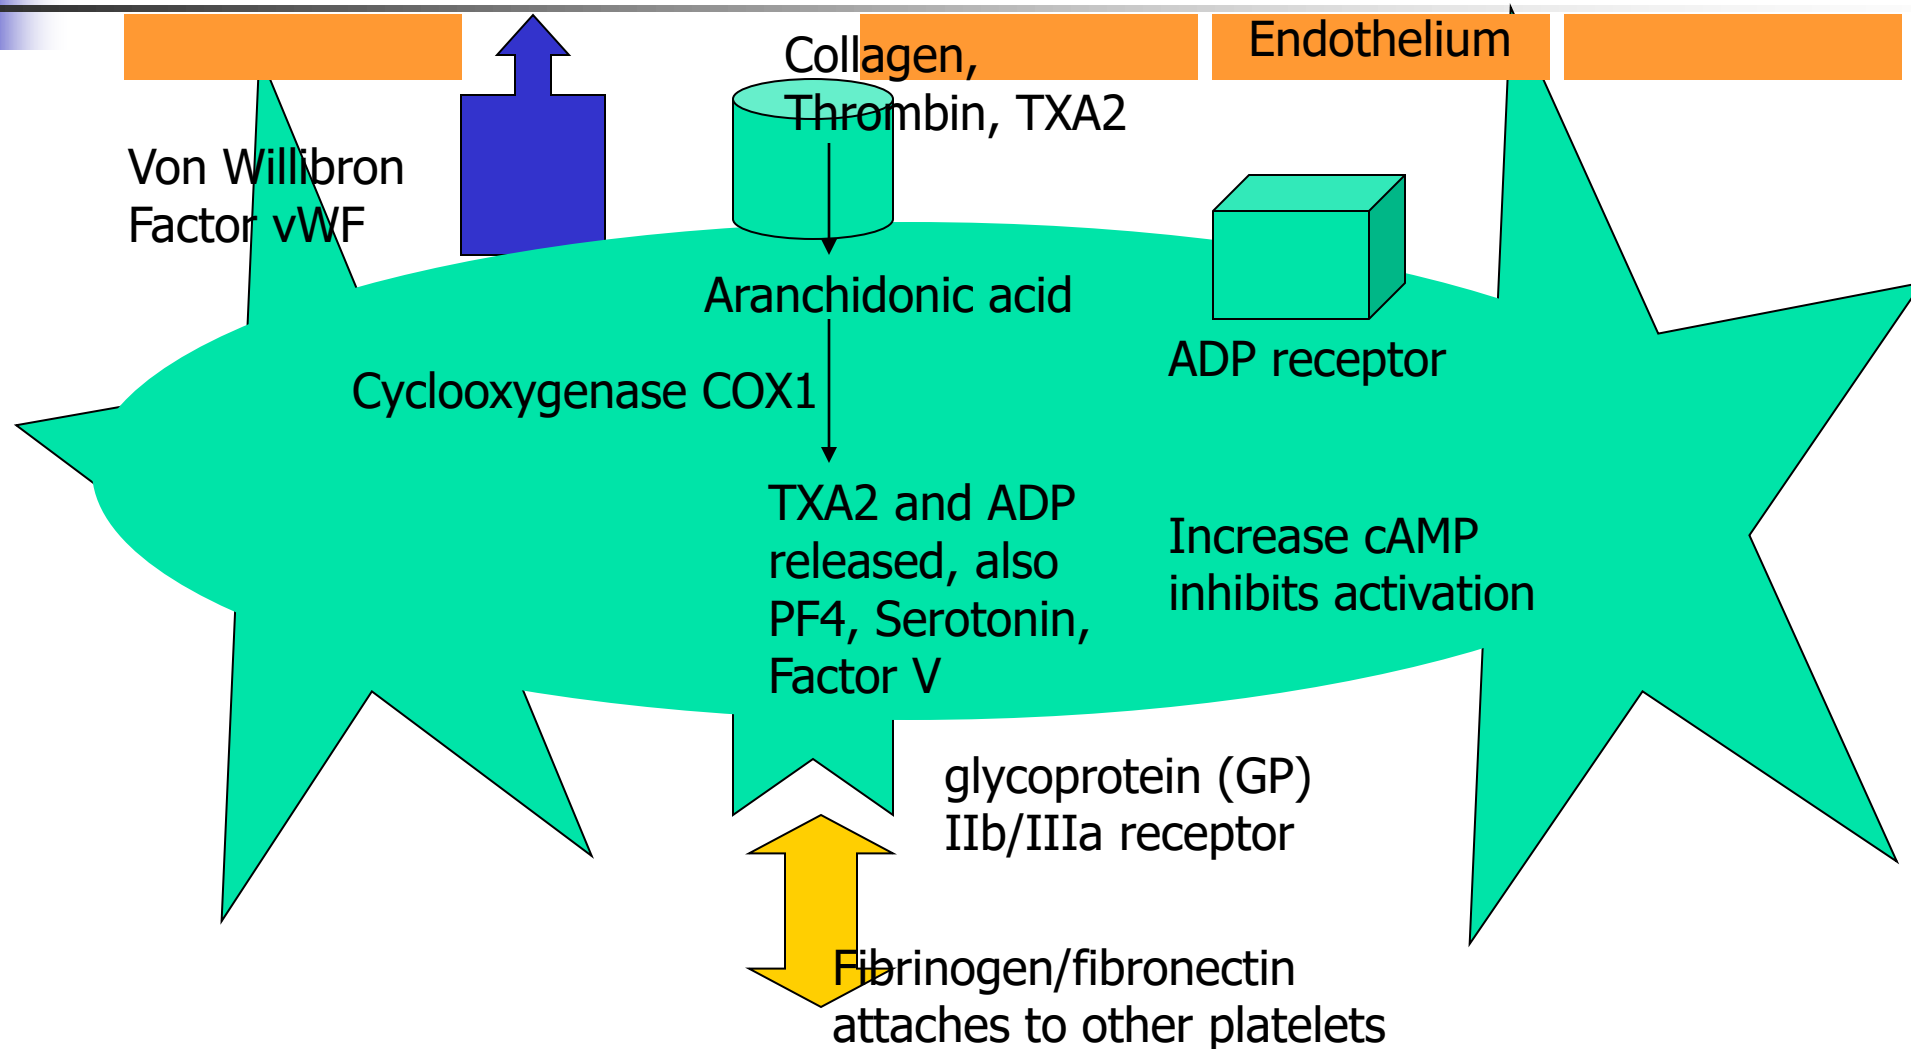 Endothelium
Collagen,
Thrombin, TXA2
Von Willibron
Factor vWF
Aranchidonic acid
ADP receptor
Cyclooxygenase COX1
TXA2 and ADP
released, also
PF4, Serotonin,
Factor V
Increase cAMP
inhibits activation
glycoprotein (GP)
IIb/IIIa receptor
Fibrinogen/fibronectin
attaches to other platelets